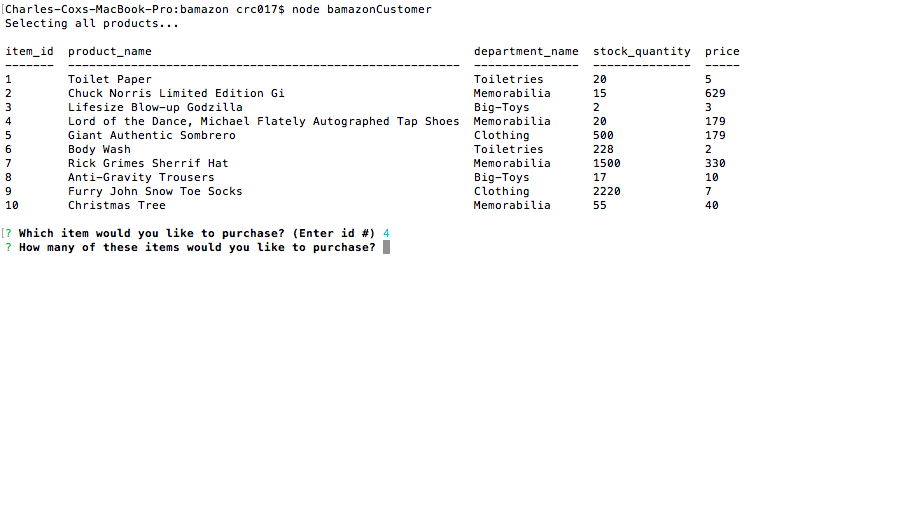 [Charles-Coxs-MacBook-Pro:bamazon crc017$ node bamazonCustomer
Selecting all products...
item_id  product_name                                              department_name  stock_quantity  price
-------  --------------------------------------------------------  ---------------  --------------  -----
1        Toilet Paper                                              Toiletries       20              5
2        Chuck Norris Limited Edition Gi                           Memorabilia      15              629
3        Lifesize Blow-up Godzilla                                 Big-Toys         2               3
4        Lord of the Dance, Michael Flately Autographed Tap Shoes  Memorabilia      20              179
5        Giant Authentic Sombrero                                  Clothing         500             179
6        Body Wash                                                 Toiletries       228             2
7        Rick Grimes Sherrif Hat                                   Memorabilia      1500            330
8        Anti-Gravity Trousers                                     Big-Toys         17              10
9        Furry John Snow Toe Socks                                 Clothing         2220            7
10       Christmas Tree                                            Memorabilia      55              40
[? Which item would you like to purchase? (Enter id #) 4
? How many of these items would you like to purchase?